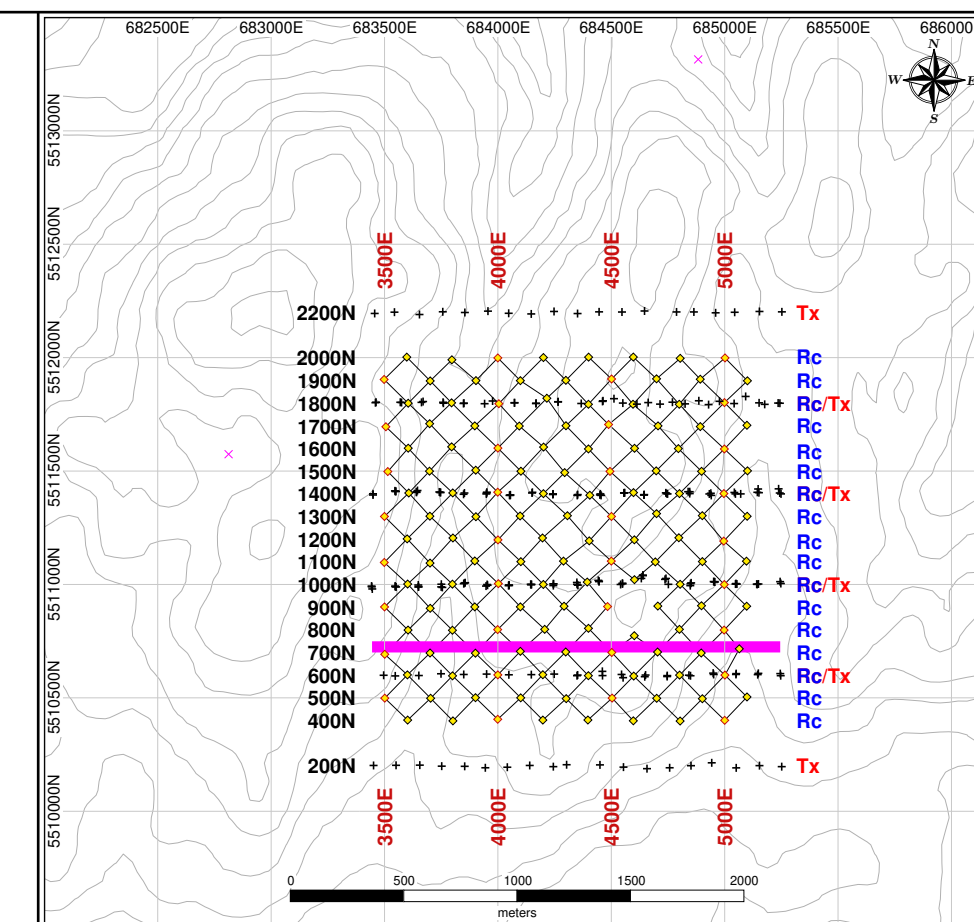 682500E 683000E 683500E 684000E 684500E 685000E 685500E 686000
N
W E
S
5513000N
5512500N
5512000N
5511500N
5511000N
5510500N
5510000N
3500E 4000E 4500E 5000E
2200N Tx
2000N Rc
1900N Rc
1800N Rc/Tx
1700N Rc
1600N Rc
1500N Rc
1400N Rc/Tx
1300N Rc
1200N Rc
1100N Rc
1000N Rc/Tx
900N Rc
800N Rc
700N Rc
600N Rc/Tx
500N Rc
400N Rc
200N Tx
3500E 4000E 4500E 5000E
0 500 1000 1500 2000
meters